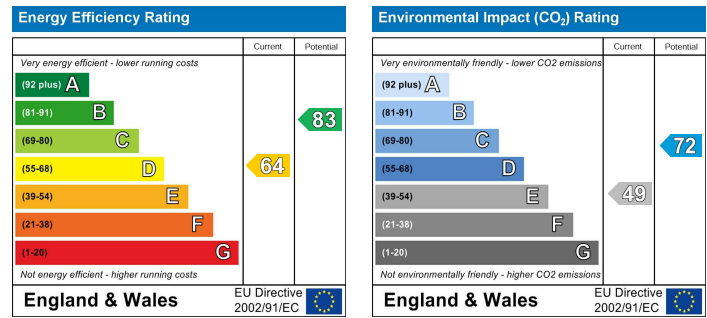 Energy Efficiency Rating
Current Potential
Very energy efficient - lower running costs
(92 plus) A
(81-91) B
83
(69-80) C
(55-68) D
64
(39-54) E
(21-38) F
(1-20) G
Not energy efficient - higher running costs
England & Wales
EU Directive
2002/91/EC
Environmental Impact (CO₂) Rating
Current Potential
Very environmentally friendly - lower CO2 emissions
(92 plus) A
(81-91) B
(69-80) C
72
(55-68) D
(39-54) E
49
(21-38) F
(1-20) G
Not environmentally friendly - higher CO2 emissions
England & Wales
EU Directive
2002/91/EC